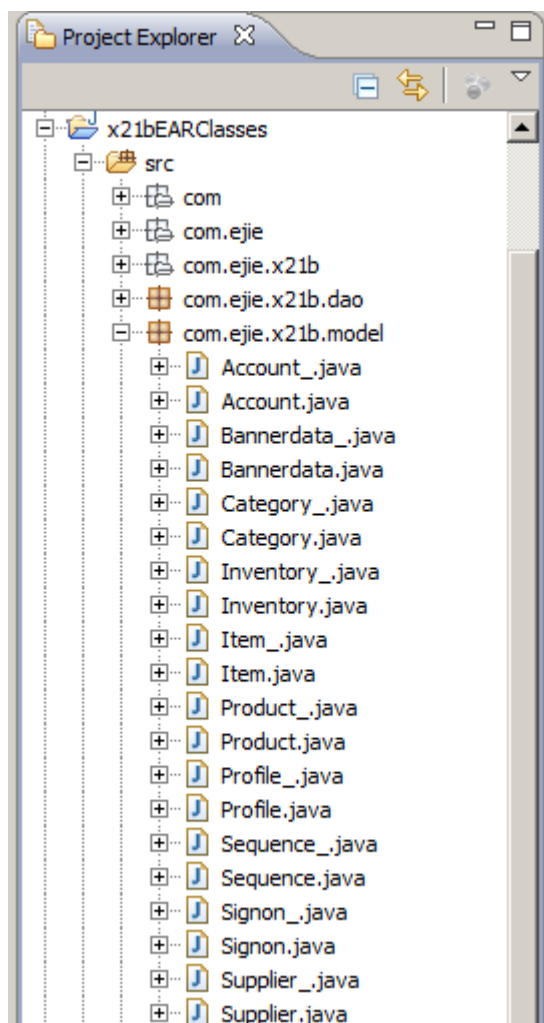 Project Explorer
x21bEARClasses
src
com
com.ejie
com.ejie.x21b
com.ejie.x21b.dao
com.ejie.x21b.model
Account_.java
Account.java
Bannerdata_.java
Bannerdata.java
Category_.java
Category.java
Inventory_.java
Inventory.java
Item_.java
Item.java
Product_.java
Product.java
Profile_.java
Profile.java
Sequence_.java
Sequence.java
Signon_.java
Signon.java
Supplier_.java
Supplier.java